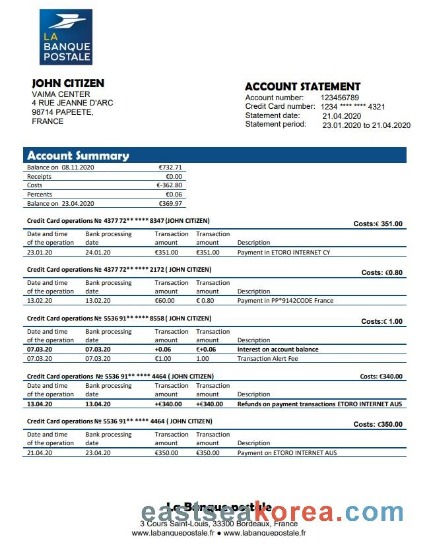 LA
BANQUE
POSTALE
JOHN CITIZEN
VAIMA CENTER
4 RUE JEANNE D'ARC
98714 PAPEETE,
FRANCE
ACCOUNT STATEMENT
Account number: 123456789
Credit Card number: 1234 **** **** 4321
Statement date: 21.04.2020
Statement period: 23.01.2020 to 21.04.2020
Account Summary
Balance on 08.11.2020 €732.71
Receipts €0.00
Costs €-362.80
Percents €0.06
Balance on 23.04.2020 €369.97
Credit Card operations № 4377 72** **** 8347 (JOHN CITIZEN) Costs:€ 351.00
Date and time Bank processing Transaction Transaction
of the operation date amount amount Description
23.01.20 24.01.20 €351.00 €351.00 Payment in ETORO INTERNET CY
Credit Card operations № 4377 72** **** 2172 ( JOHN CITIZEN) Costs: €0.80
Date and time Bank processing Transaction Transaction
of the operation date amount amount Description
13.02.20 13.02.20 €60.00 € 0.80 Payment in PP*9142CODE France
Credit Card operations № 5536 91** **** 8558 ( JOHN CITIZEN) Costs:€ 1.00
Date and time Bank processing Transaction Transaction
of the operation date amount amount Description
07.03.20 07.03.20 +0.06 €+0.06 Interest on account balance
07.03.20 07.03.20 €1.00 1.00 Transaction Alert Fee
Credit Card operations № 5536 91** **** 4464 ( JOHN CITIZEN) Costs: €340.00
Date and time Bank processing Transaction Transaction
of the operation date amount amount Description
13.04.20 13.04.20 +€340.00 +€340.00 Refunds on payment transactions ETORO INTERNET AUS
Credit Card operations № 5536 91** **** 4464 ( JOHN CITIZEN) Costs: €350.00
Date and time Bank processing Transaction Transaction
of the operation date amount amount Description
21.04.20 23.04.20 €350.00 €350.00 Payment in ETORO INTERNET AUS
La Banque postale
eastseakorea.com
3 Cours Saint-Louis, 33300 Bordeaux, France
www.labanquepostale.fr ● www.labanquepostale.fr